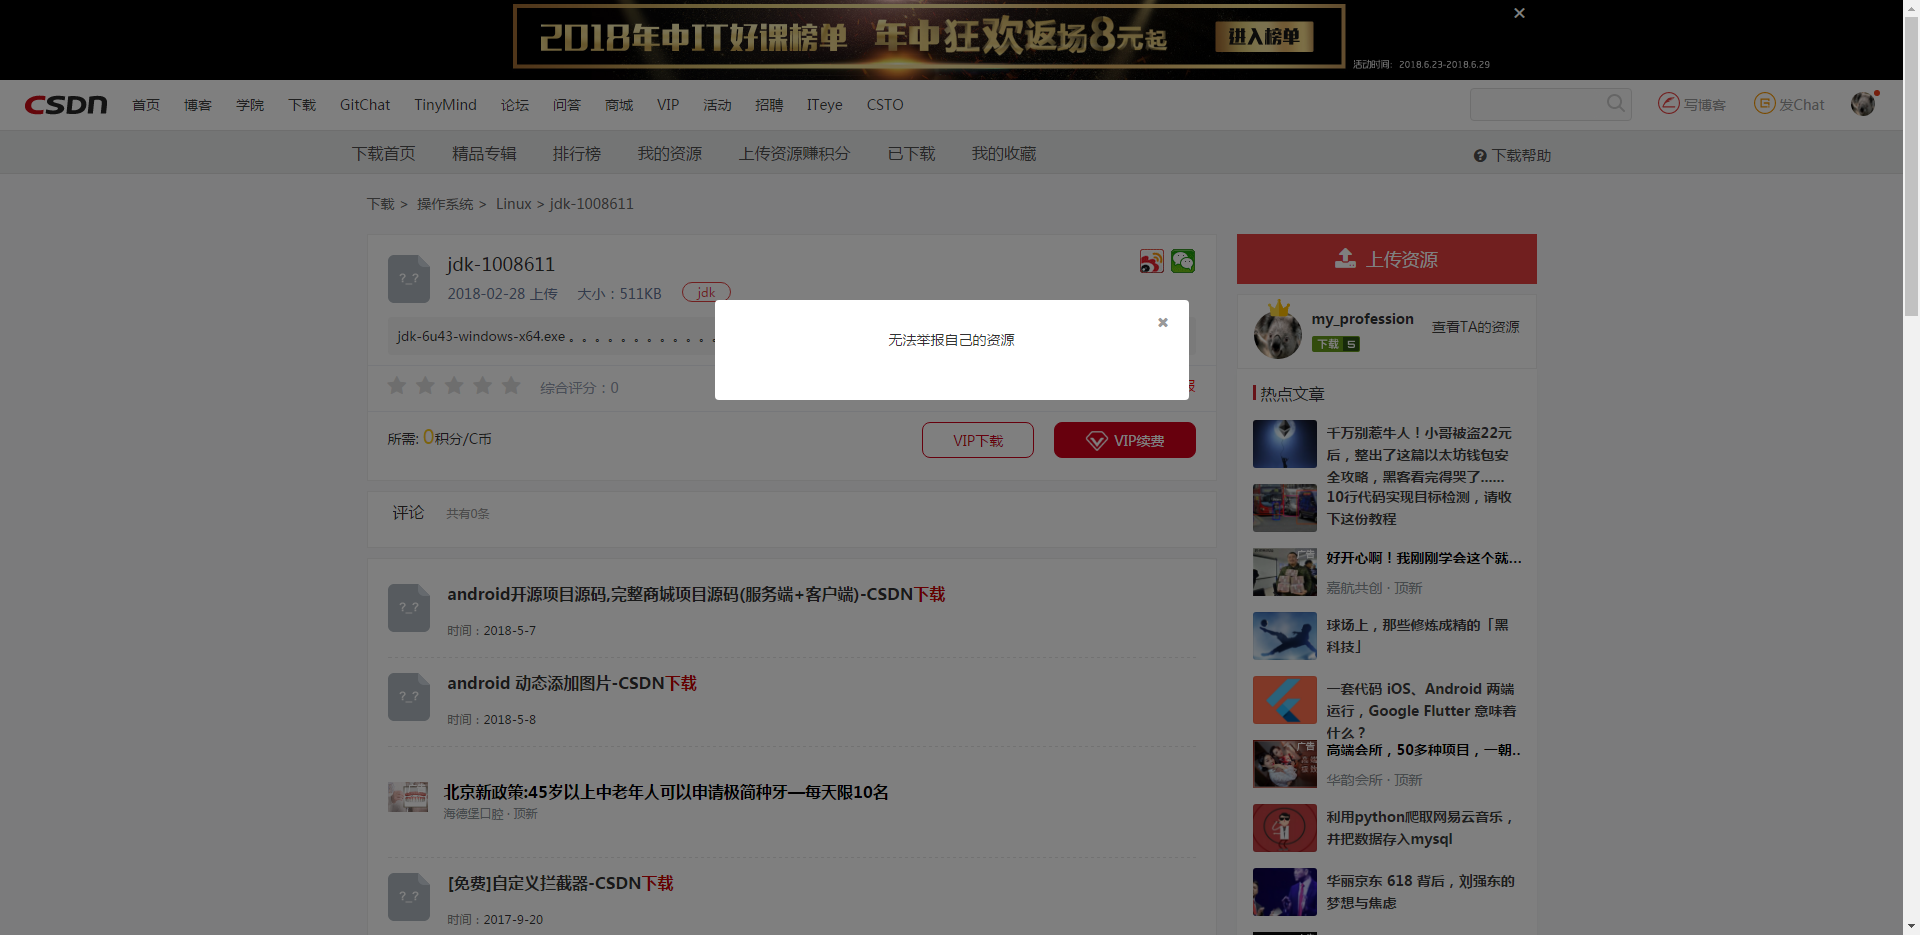 2018年中IT好课榜单 年中狂欢返场8元起 进入榜单
活动时间：2018.6.23-2018.6.29
CSDN 首页 博客 学院 下载 GitChat TinyMind 论坛 问答 商城 VIP 活动 招聘 ITeye CSTO 写博客 发Chat
下载首页 精品专辑 排行榜 我的资源 上传资源赚积分 已下载 我的收藏 下载帮助
下载 > 操作系统 > Linux > jdk-1008611
jdk-1008611
2018-02-28 上传 大小：511KB jdk
jdk-6u43-windows-x64.exe。。。。。。。。。。。。
无法举报自己的资源
综合评分：0
所需: 0积分/C币 VIP下载 VIP续费
评论 共有0条
?_?
android开源项目源码,完整商城项目源码(服务端+客户端)-CSDN下载
时间：2018-5-7
?_?
android 动态添加图片-CSDN下载
时间：2018-5-8
?_?
北京新政策:45岁以上中老年人可以申请极简种牙—每天限10名
海德堡口腔 · 顶新
[免费]自定义拦截器-CSDN下载
时间：2017-9-20
?_?
上传资源
my_profession 查看TA的资源
下载 5
热点文章
千万别惹牛人！小哥被盗22元
后，整出了这篇以太坊钱包安
全攻略，黑客看完得哭了......
10行代码实现目标检测，请收
下这份教程
广告
好开心啊！我刚刚学会这个就...
嘉航共创 · 顶新
球场上，那些修炼成精的「黑
科技」
一套代码 iOS、Android 两端
运行，Google Flutter 意味着
什么？
广告
高端会所，50多种项目，一朝..
华韵会所 · 顶新
利用python爬取网易云音乐，
并把数据存入mysql
华丽京东 618 背后，刘强东的
梦想与焦虑